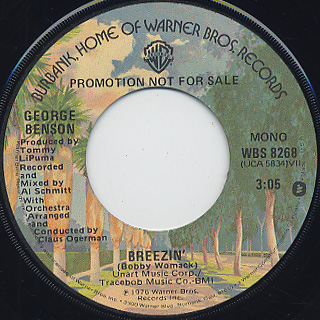 BURBANK, HOME OF WARNER BROS. RECORDS
WB
PROMOTION NOT FOR SALE
GEORGE
BENSON
Produced by
Tommy
LiPuma
Recorded
and
Mixed by
Al Schmitt
With
Orchestra
Arranged
and
Conducted
by Claus Ogerman
MONO
WBS 8268
(UCA 5834)VII
3:05
BREEZIN'
(Bobby Womack)
Unart Music Corp./
Tracebob Music Co.-BMI
℗ 1976 Warner Bros.
Records Inc.